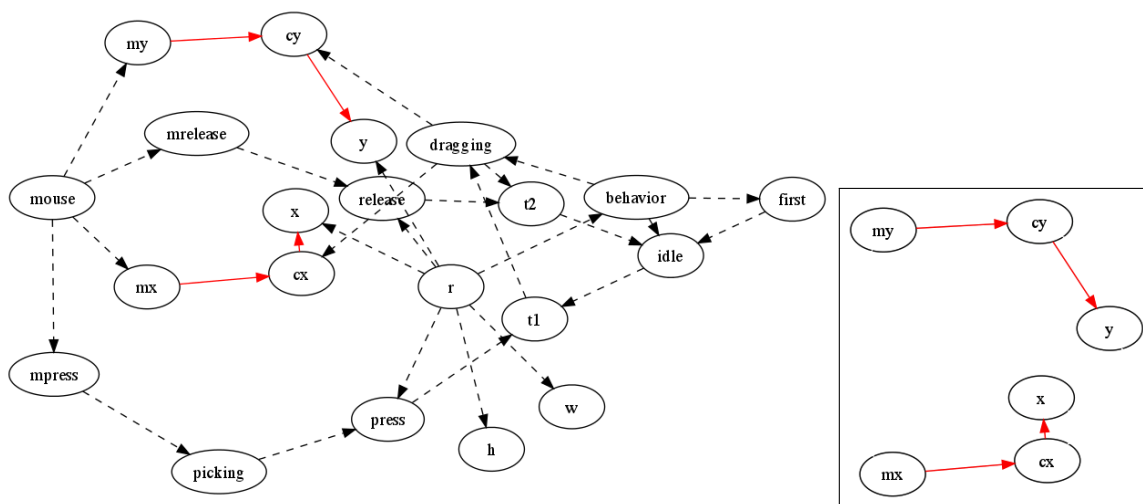 my
cy
mrelease
y
dragging
mouse
x
release
t2
behavior
first
mx
cx
r
idle
t1
mpress
press
w
picking
h
my
cy
y
x
mx
cx